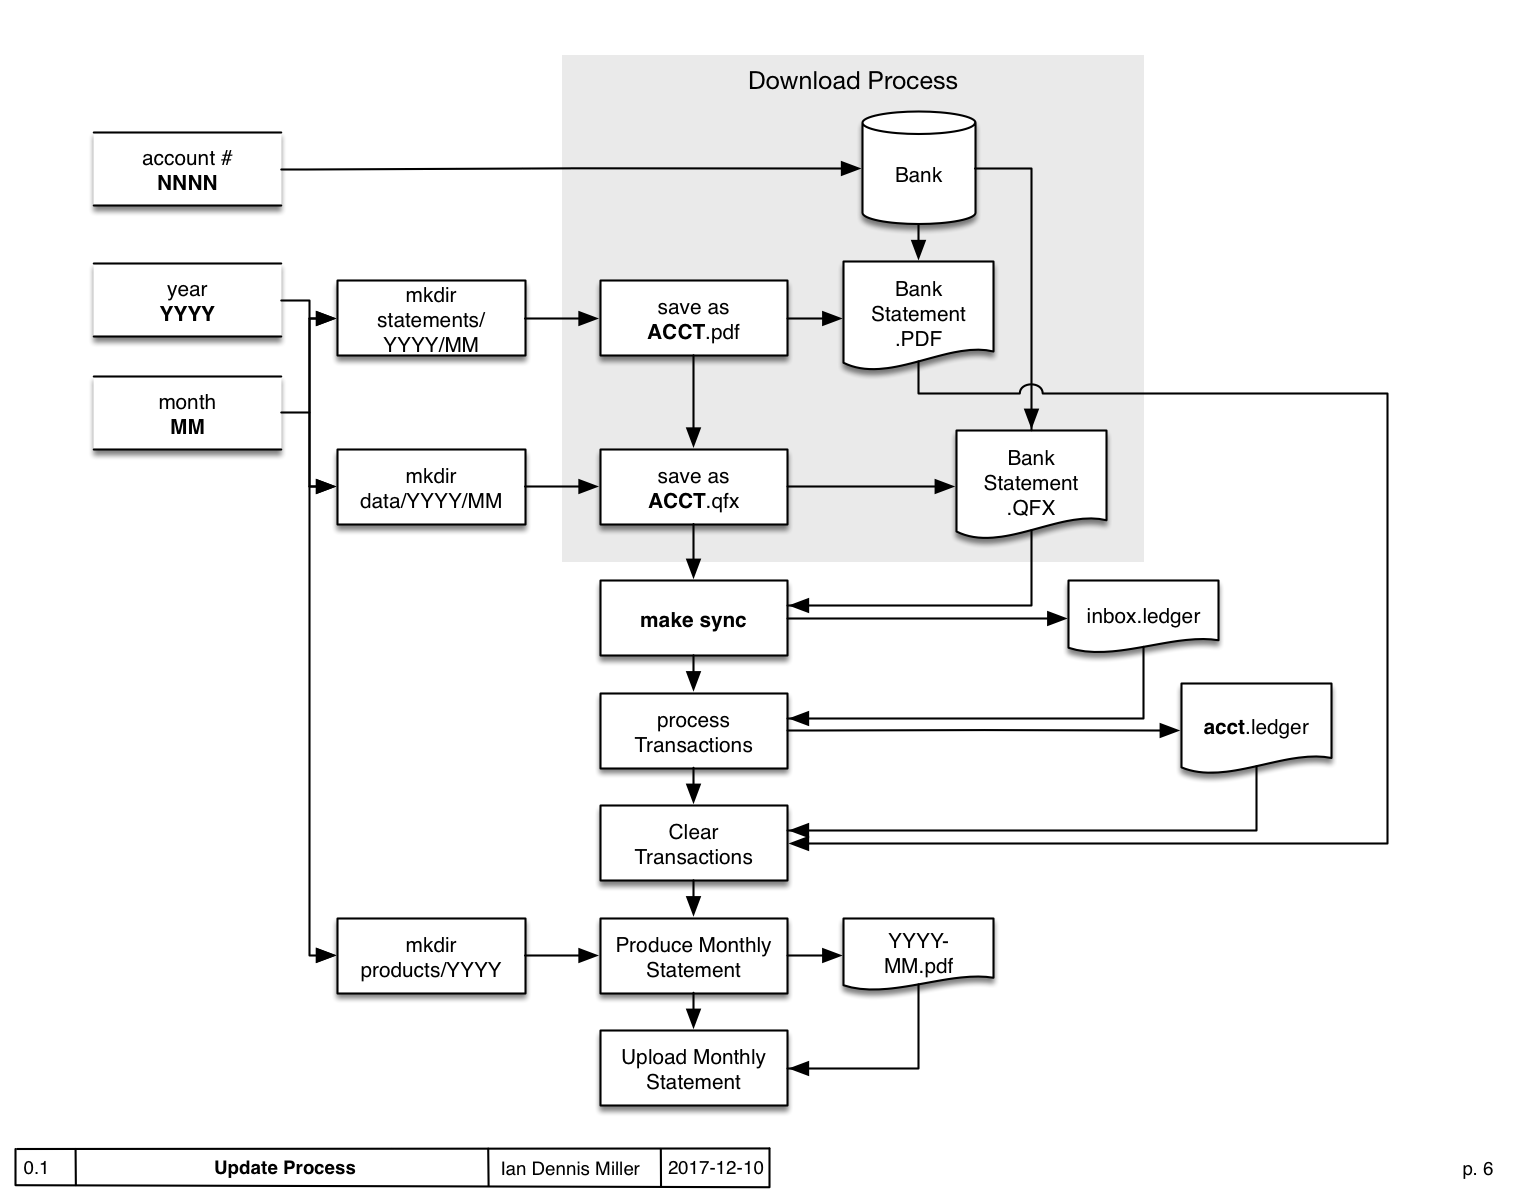 Download Process
account #
NNNN
Bank
year
YYYY
mkdir
statements/
YYYY/MM
save as
ACCT.pdf
Bank
Statement
.PDF
month
MM
mkdir
data/YYYY/MM
save as
ACCT.qfx
Bank
Statement
.QFX
make sync
inbox.ledger
process
Transactions
acct.ledger
Clear
Transactions
mkdir
products/YYYY
Produce Monthly
Statement
YYYY-
MM.pdf
Upload Monthly
Statement
0.1
Update Process
Ian Dennis Miller
2017-12-10
p. 6